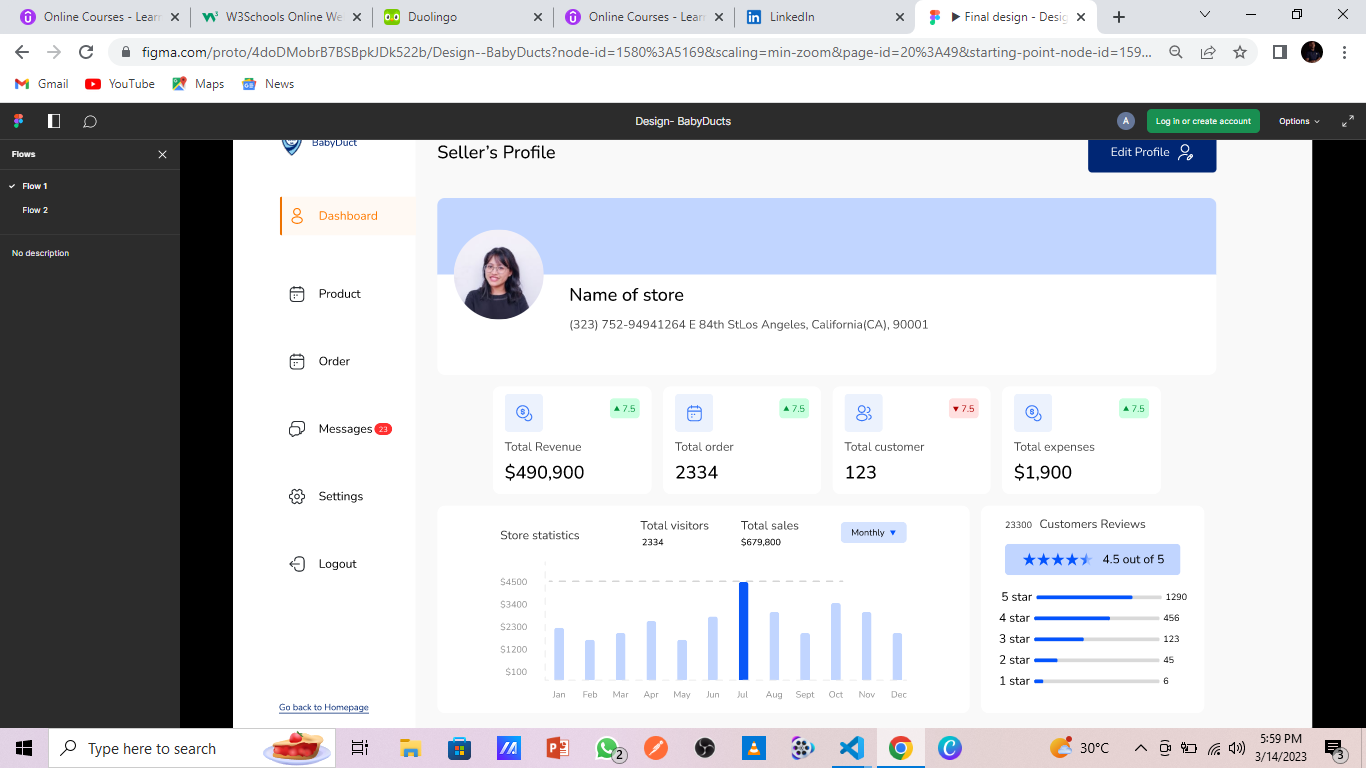 Online Courses - Lear
W3Schools Online We
Duolingo
Online Courses - Lear
LinkedIn
Final design - Desig
figma.com/proto/4doDMobrB7BSBpkJDk522b/Design--BabyDucts?node-id=1580%3A5169&scaling=min-zoom&page-id=20%3A49&starting-point-node-id=159...
Gmail
YouTube
Maps
News
Design- BabyDucts
A
Log in or create account
Options
Flows
Flow 1
Flow 2
No description
BabyDuct
Dashboard
Product
Order
Messages 23
Settings
Logout
Go back to Homepage
Seller's Profile
Edit Profile
Name of store
(323) 752-94941264 E 84th StLos Angeles, California(CA), 90001
7.5
Total Revenue
$490,900
7.5
Total order
2334
7.5
Total customer
123
7.5
Total expenses
$1,900
Store statistics
Total visitors
2334
Total sales
$679,800
Monthly
$4500
$3400
$2300
$1200
$100
Jan Feb Mar Apr May Jun Jul Aug Sept Oct Nov Dec
23300 Customers Reviews
4.5 out of 5
5 star 1290
4 star 456
3 star 123
2 star 45
1 star 6
Type here to search
2
30°C
5:59 PM
3/14/2023
3